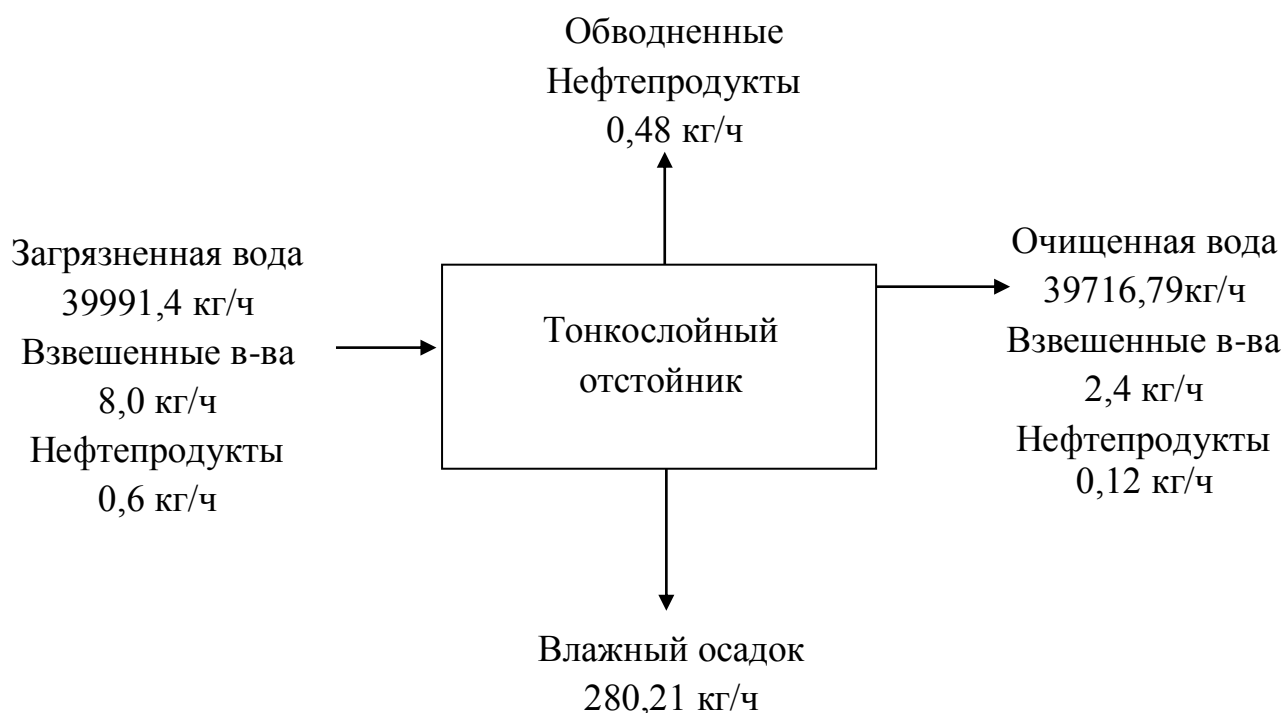 Обводненные
Нефтепродукты
0,48 кг/ч
Загрязненная вода
39991,4 кг/ч
Взвешенные в-ва
8,0 кг/ч
Нефтепродукты
0,6 кг/ч
Тонкослойный
отстойник
Очищенная вода
39716,79кг/ч
Взвешенные в-ва
2,4 кг/ч
Нефтепродукты
0,12 кг/ч
Влажный осадок
280,21 кг/ч